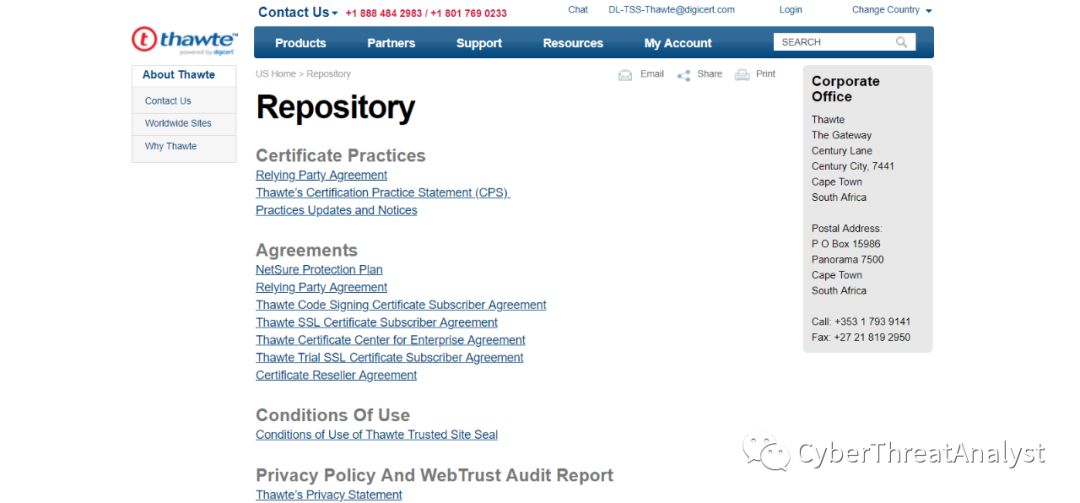 Contact Us
+1 888 484 2983 / +1 801 769 0233
Chat
DL-TSS-Thawte@digicert.com
Login
Change Country
thawte™
powered by digicert
Products
Partners
Support
Resources
My Account
SEARCH
About Thawte
Contact Us
Worldwide Sites
Why Thawte
US Home > Repository
Email
Share
Print
Repository
Certificate Practices
Relying Party Agreement
Thawte's Certification Practice Statement (CPS)
Practices Updates and Notices
Agreements
NetSure Protection Plan
Relying Party Agreement
Thawte Code Signing Certificate Subscriber Agreement
Thawte SSL Certificate Subscriber Agreement
Thawte Certificate Center for Enterprise Agreement
Thawte Trial SSL Certificate Subscriber Agreement
Certificate Reseller Agreement
Conditions Of Use
Conditions of Use of Thawte Trusted Site Seal
Privacy Policy And WebTrust Audit Report
Thawte's Privacy Statement
Corporate
Office
Thawte
The Gateway
Century Lane
Century City, 7441
Cape Town
South Africa
Postal Address:
P O Box 15986
Panorama 7500
Cape Town
South Africa
Call: +353 1 793 9141
Fax: +27 21 819 2950
CyberThreatAnalyst